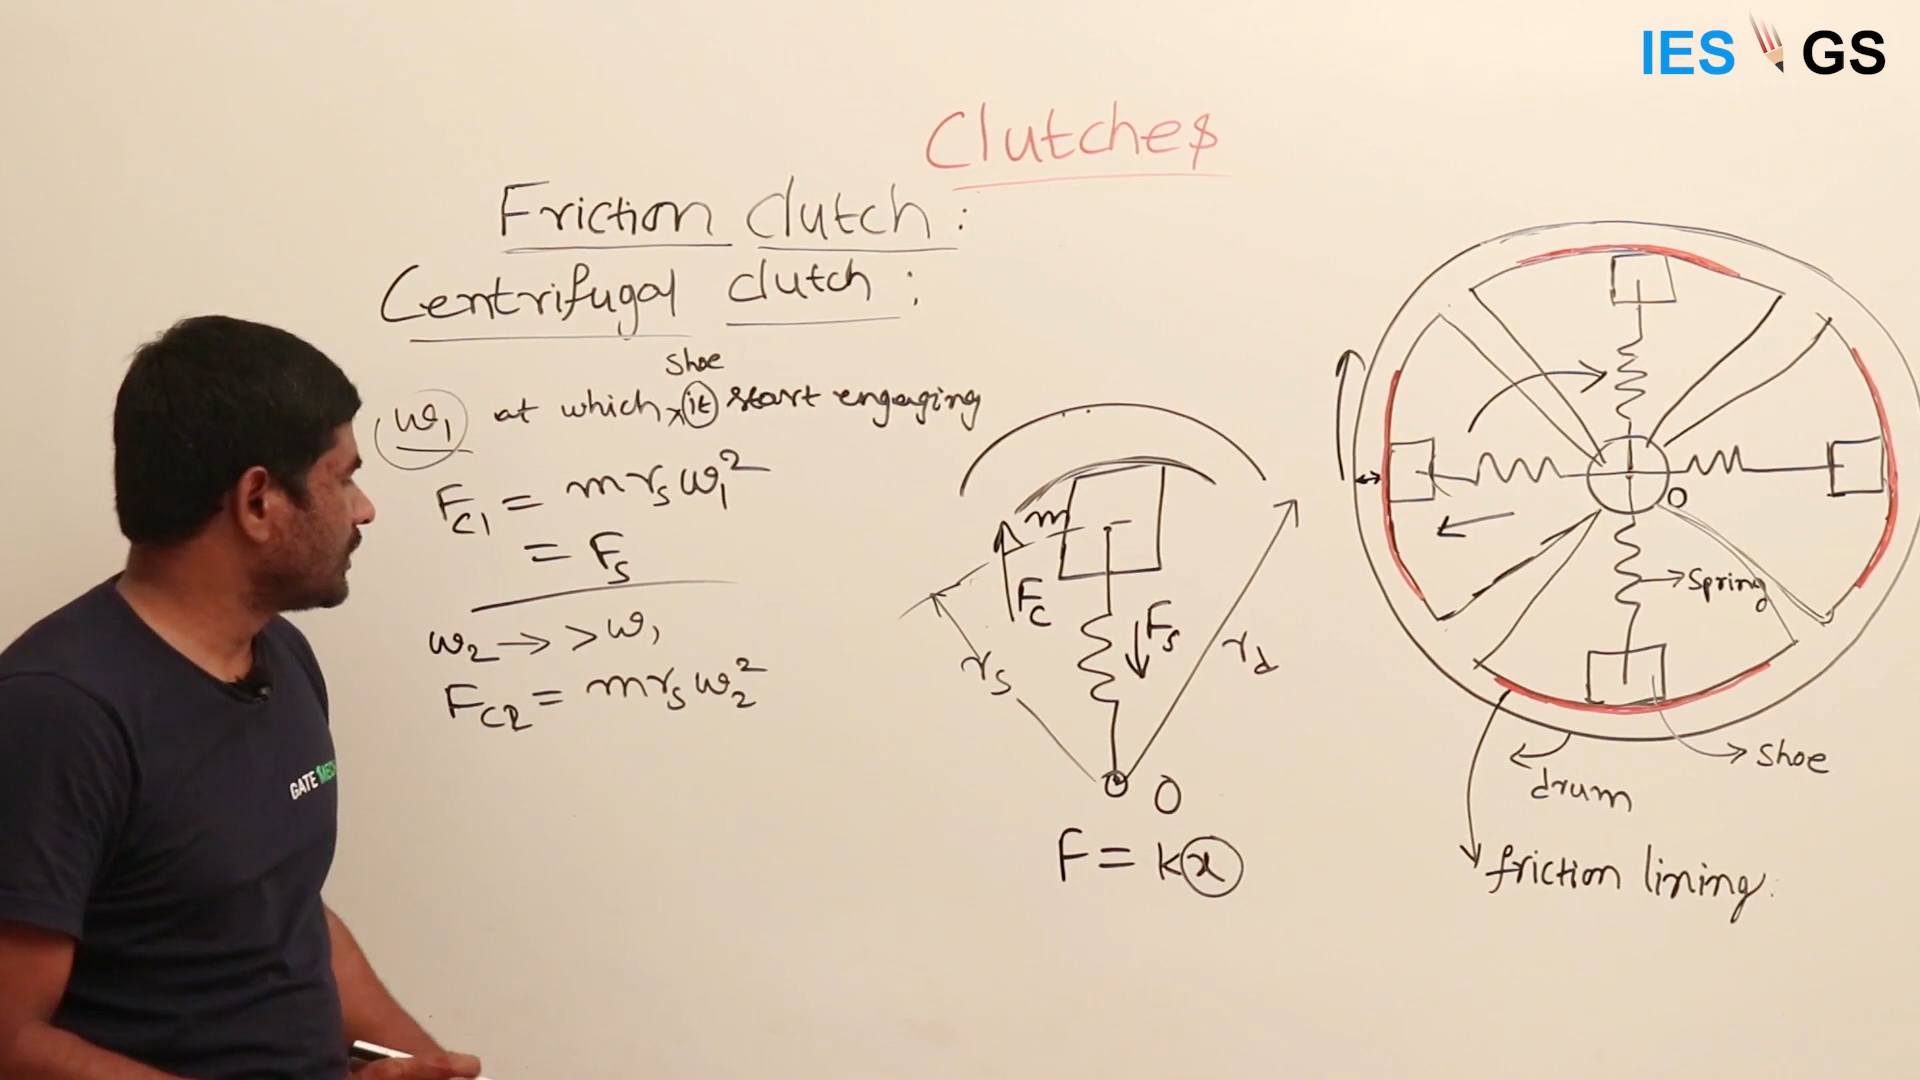 IES GS
Clutches
Friction clutch :
Centrifugal clutch :
shoe
ω1 at which it start engaging
Fc1 = m rs ω1²
= Fs
ω2 → > ω1
Fc2 = m rs ω2²
m
Fc
Fs
rs
rd
O
F = kx
O
Spring
Shoe
drum
friction lining.
GATE MECH